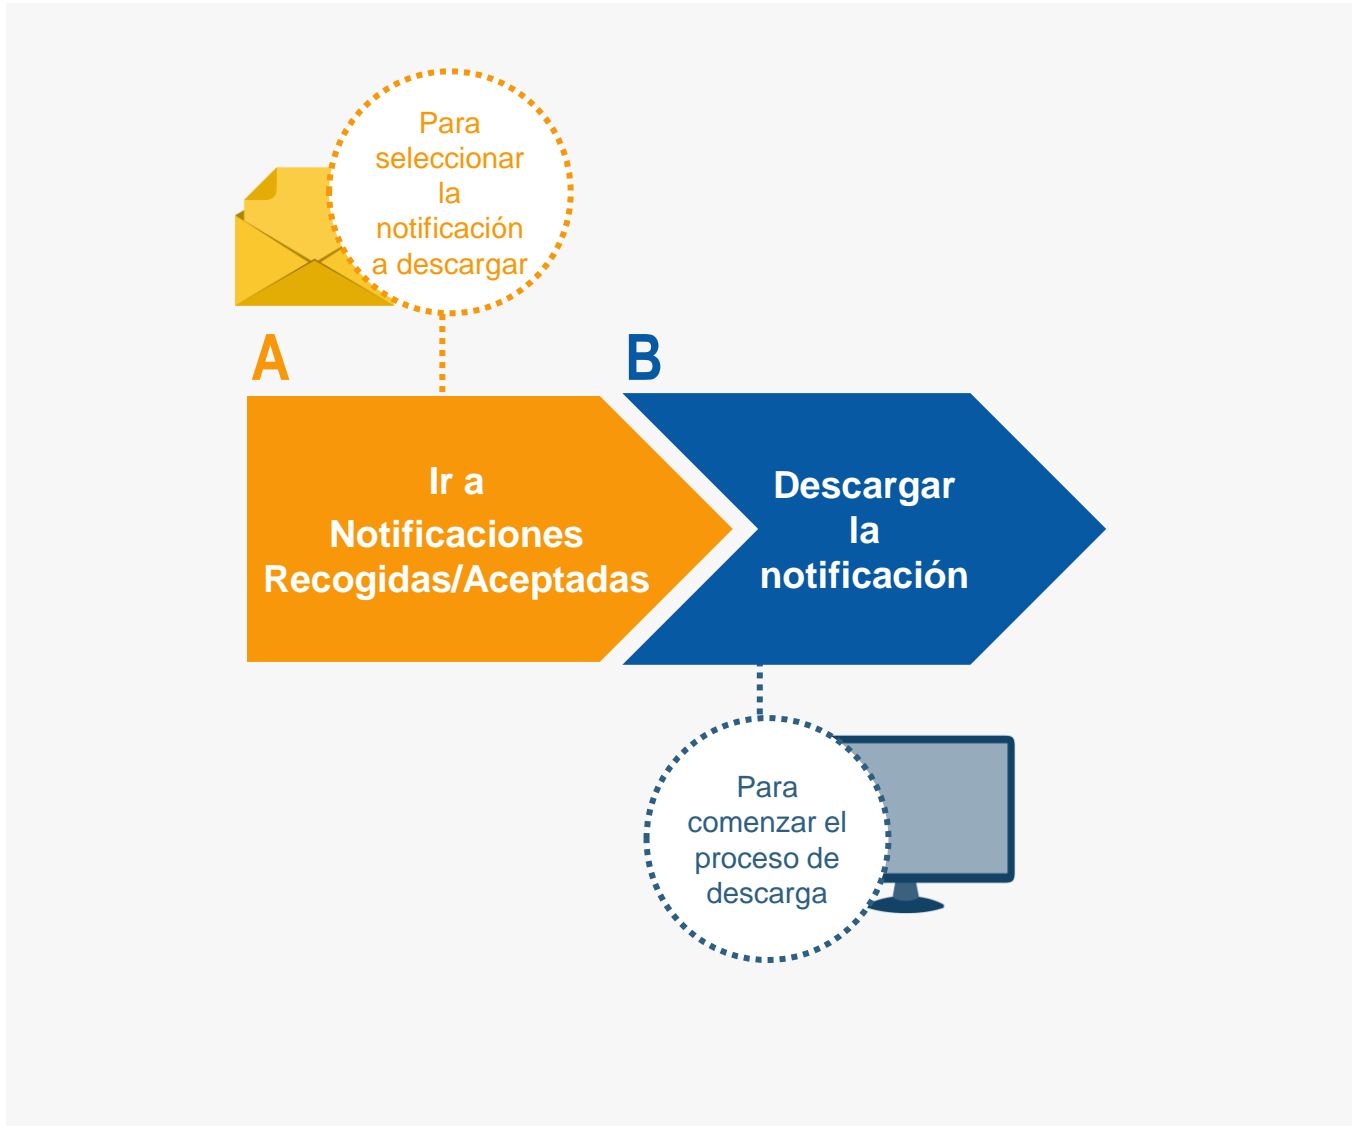 Para
seleccionar
la
notificación
a descargar
A
B
Ir a
Notificaciones
Recogidas/Aceptadas
Descargar
la
notificación
Para
comenzar el
proceso de
descarga